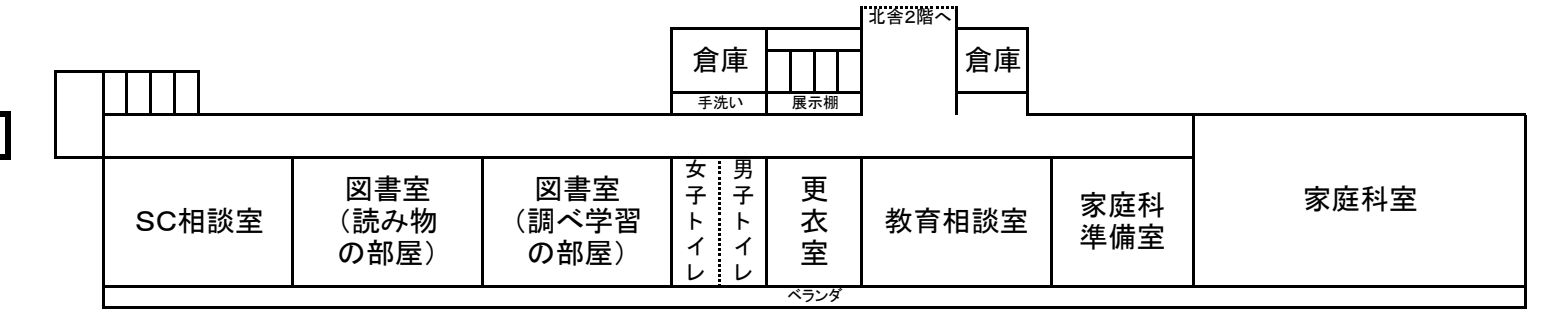 北舎2階へ
倉庫
倉庫
手洗い
展示棚
SC相談室
図書室
（読み物
の部屋）
図書室
（調べ学習
の部屋）
女子トイレ
男子トイレ
更衣室
教育相談室
家庭科
準備室
家庭科室
ベランダ